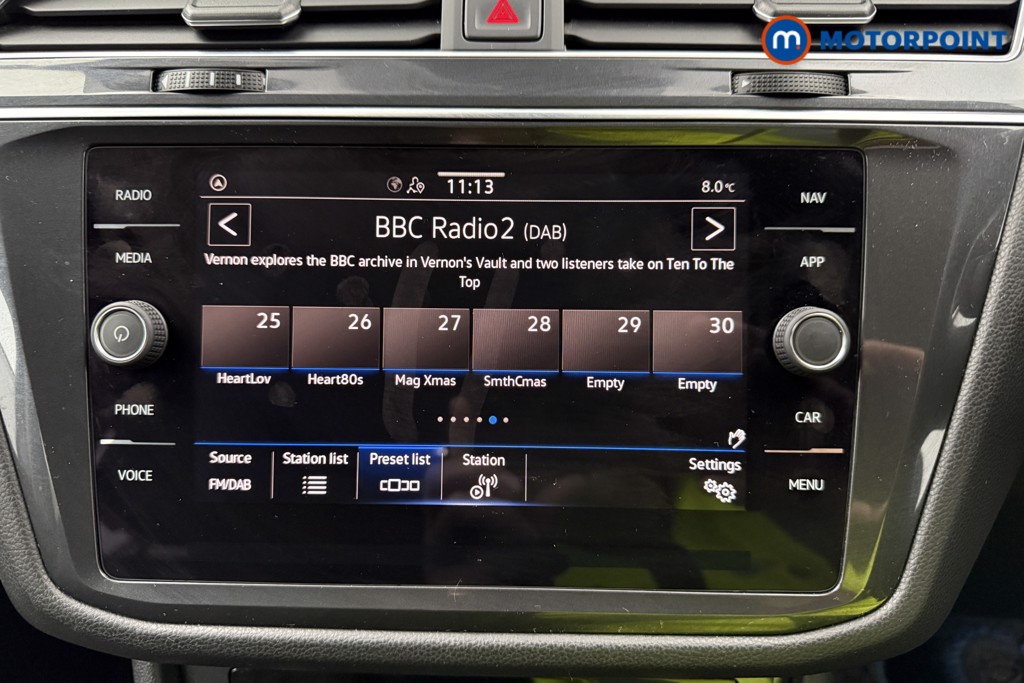 m MOTORPOINT
RADIO
MEDIA
PHONE
VOICE
11:13
8.0°C
BBC Radio2 (DAB)
Vernon explores the BBC archive in Vernon's Vault and two listeners take on Ten To The
Top
25 26 27 28 29 30
HeartLov Heart80s Mag Xmas SmthCmas Empty Empty
Source Station list Preset list Station Settings
FM/DAB
NAV
APP
CAR
MENU